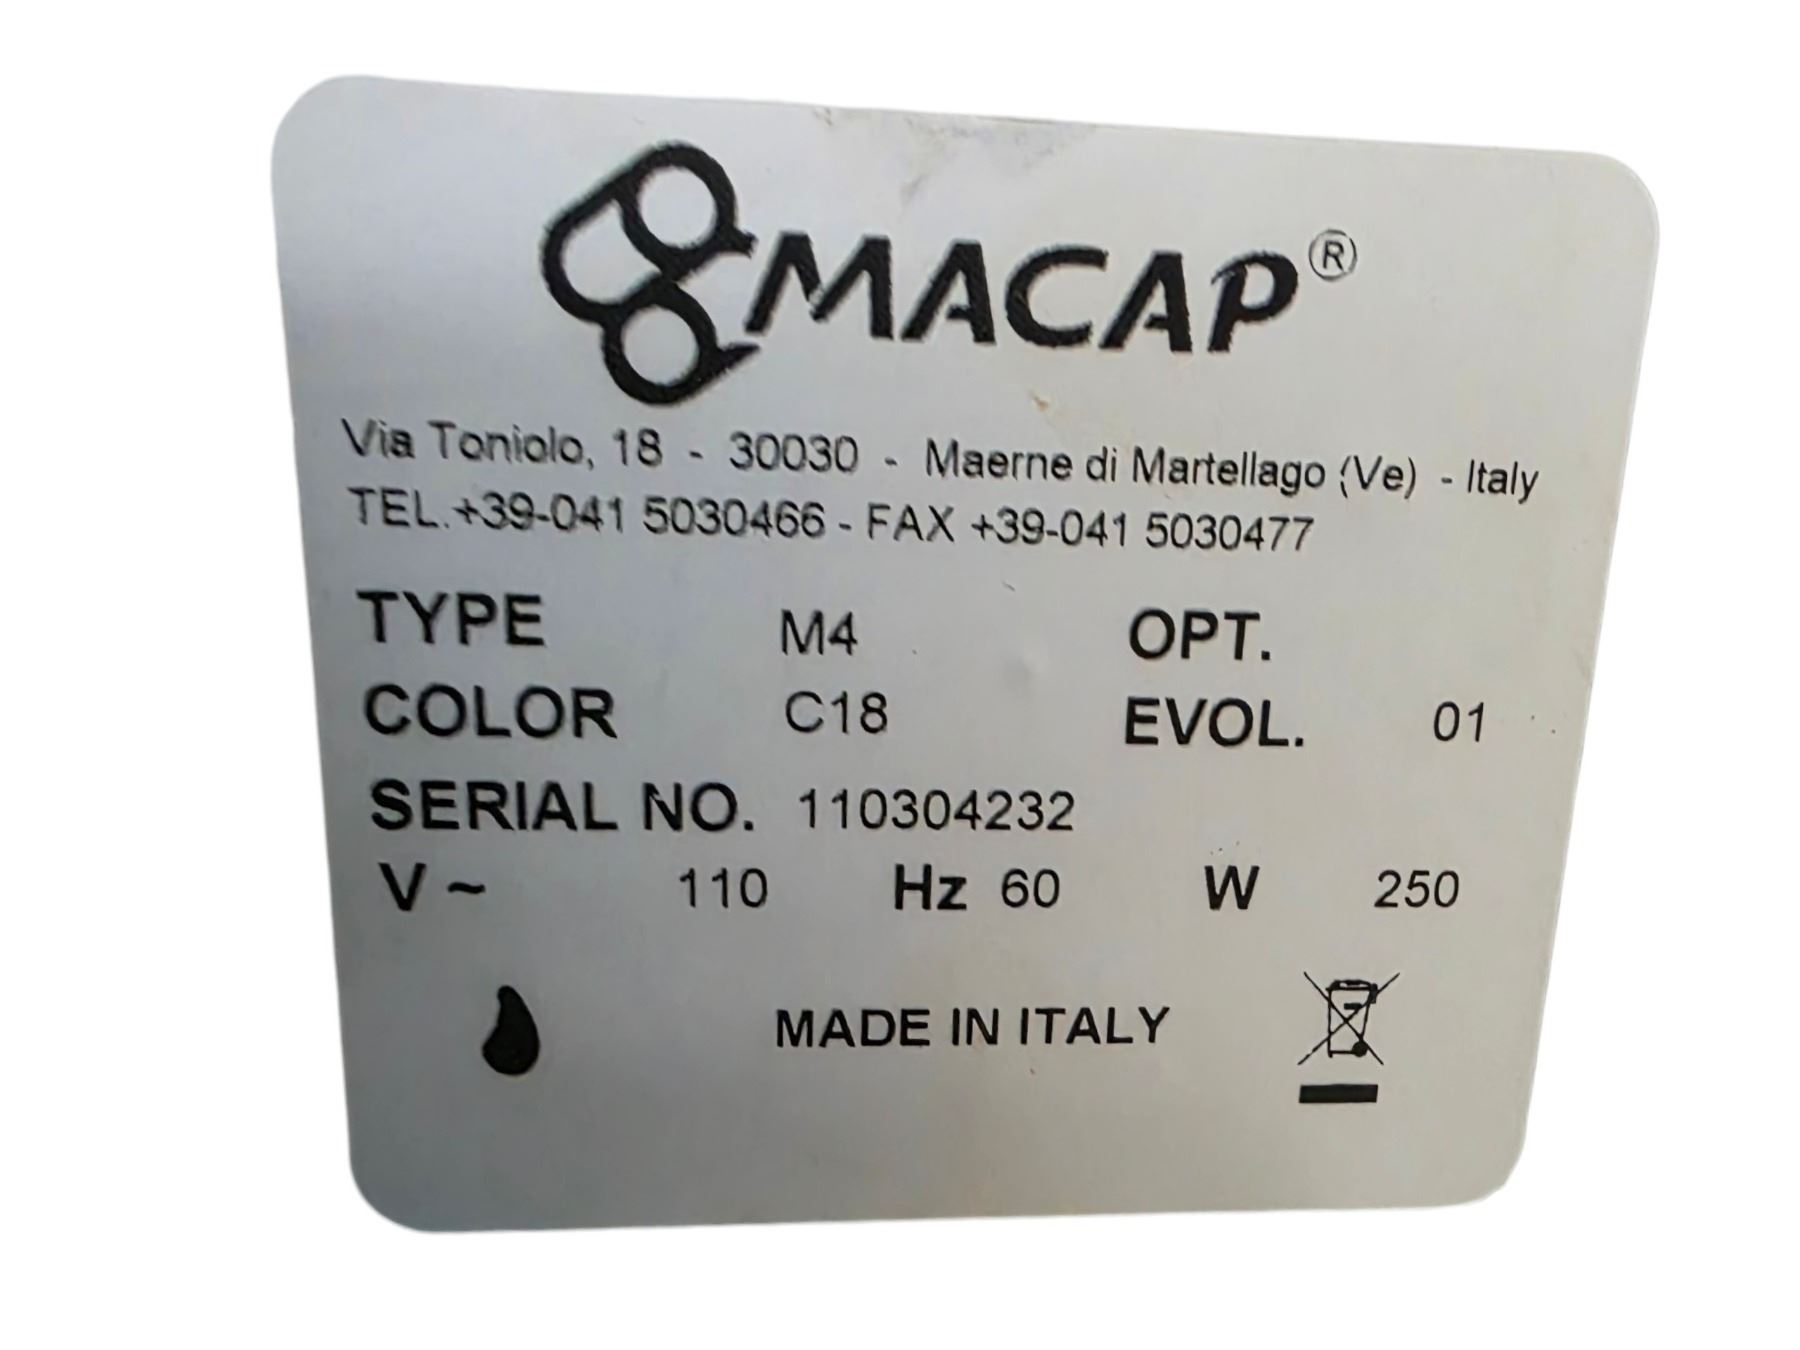 MACAP®
Via Toniolo, 18 - 30030 - Maerne di Martellago (Ve) - Italy
TEL.+39-041 5030466 - FAX +39-041 5030477
TYPE M4 OPT.
COLOR C18 EVOL. 01
SERIAL NO. 110304232
V ~ 110 Hz 60 W 250
MADE IN ITALY